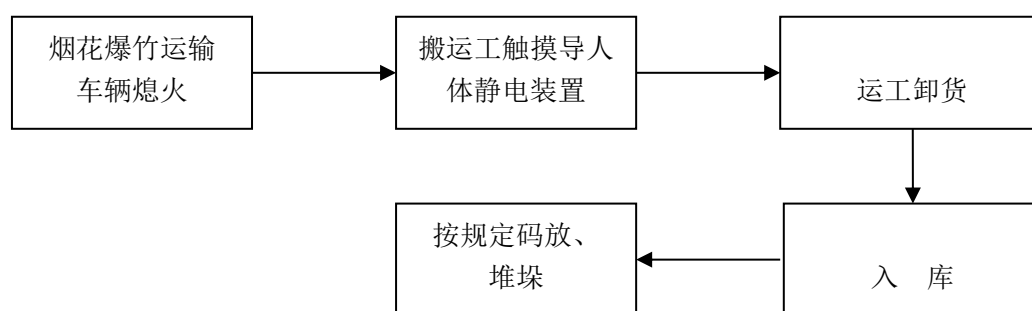 烟花爆竹运输
车辆熄火
搬运工触摸导人
体静电装置
运工卸货
入 库
按规定码放、
堆垛